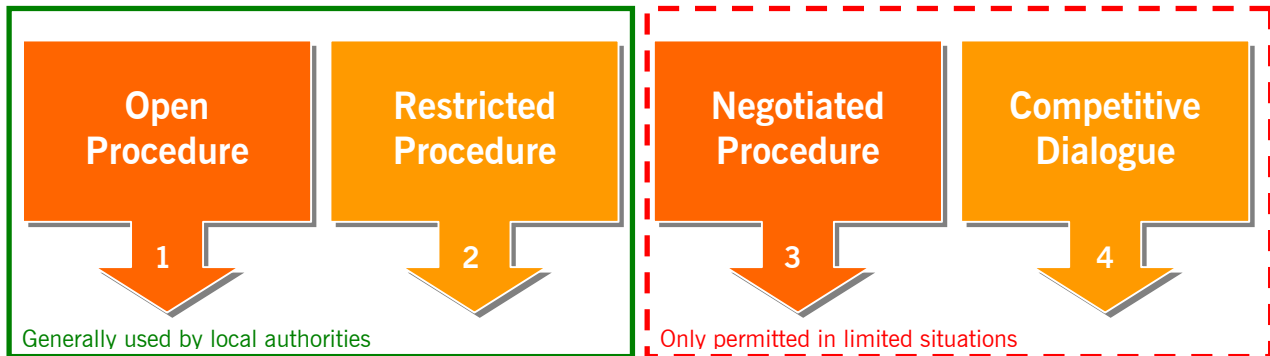 Open
Procedure
1
Restricted
Procedure
2
Generally used by local authorities
Negotiated
Procedure
3
Competitive
Dialogue
4
Only permitted in limited situations